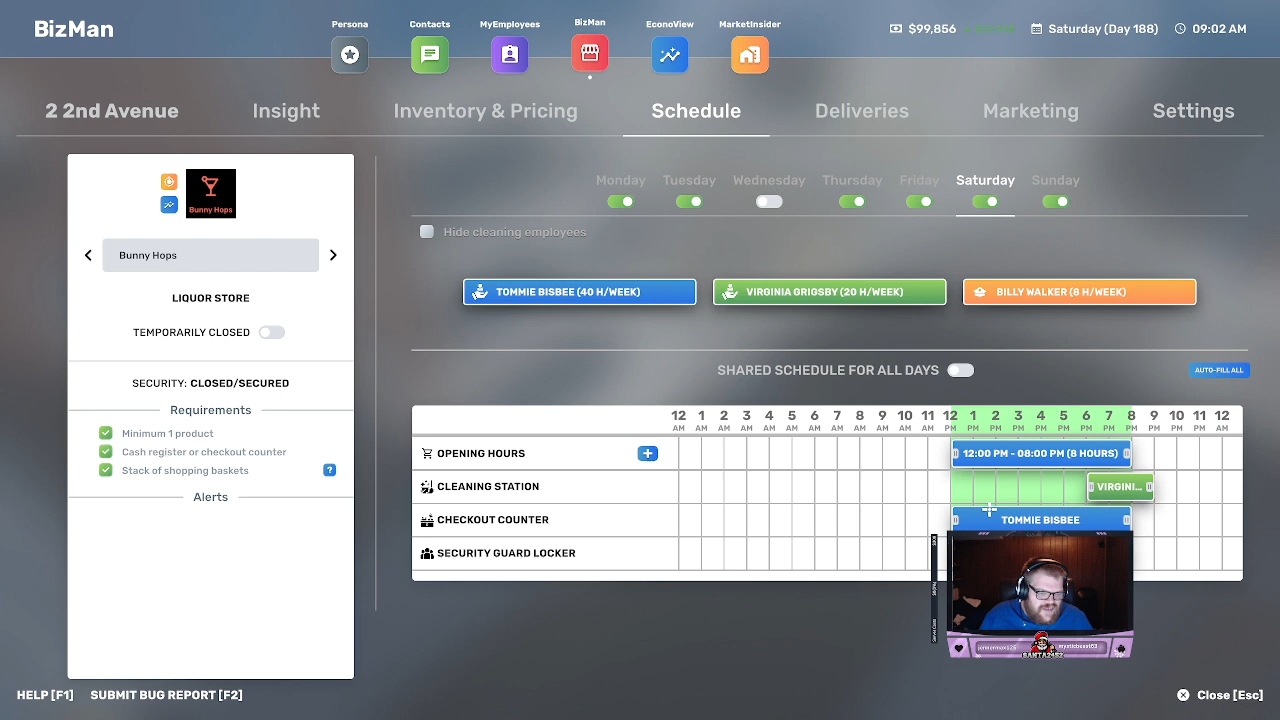 BizMan
Persona
Contacts
MyEmployees
BizMan
EconoView
MarketInsider
$99,856
Saturday (Day 188)
09:02 AM
2 2nd Avenue
Insight
Inventory & Pricing
Schedule
Deliveries
Marketing
Settings
Bunny Hops
Bunny Hops
LIQUOR STORE
TEMPORARILY CLOSED
SECURITY: CLOSED/SECURED
Requirements
Minimum 1 product
Cash register or checkout counter
Stack of shopping baskets ?
Alerts
Monday Tuesday Wednesday Thursday Friday Saturday Sunday
Hide cleaning employees
TOMMIE BISBEE (40 H/WEEK)
VIRGINIA GRIGSBY (20 H/WEEK)
BILLY WALKER (8 H/WEEK)
SHARED SCHEDULE FOR ALL DAYS
AUTO-FILL ALL
12 1 2 3 4 5 6 7 8 9 10 11 12 1 2 3 4 5 6 7 8 9 10 11 12
AM AM AM AM AM AM AM AM AM AM AM AM PM PM PM PM PM PM PM PM PM PM PM PM AM
OPENING HOURS
12:00 PM - 08:00 PM (8 HOURS)
CLEANING STATION
VIRGINI...
CHECKOUT COUNTER
TOMMIE BISBEE
SECURITY GUARD LOCKER
jennermax125
mysticbeast63
SANTA2452
HELP [F1]
SUBMIT BUG REPORT [F2]
Close [Esc]